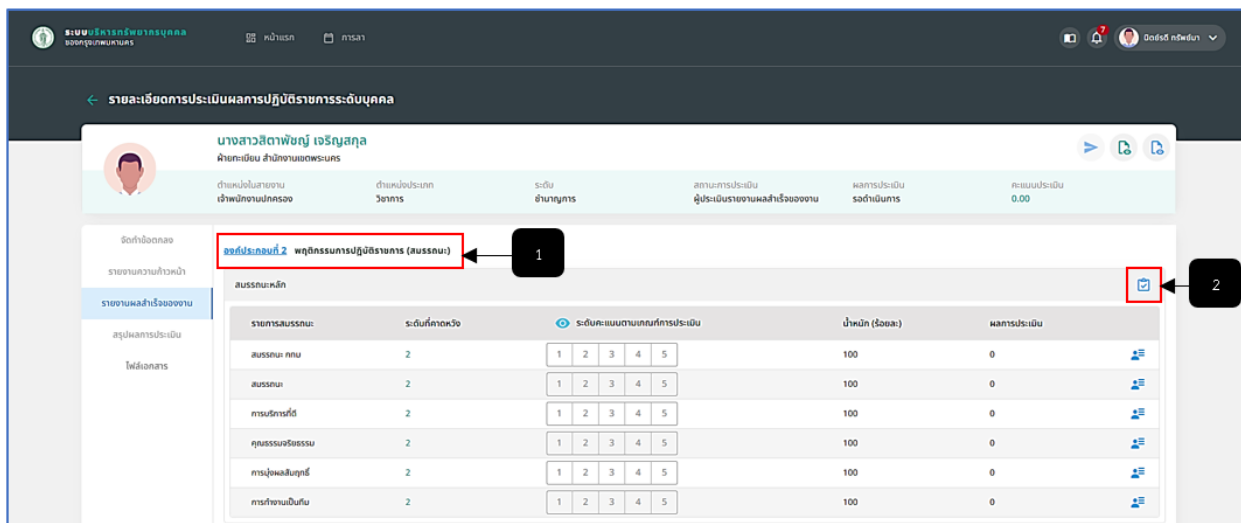 ระบบบริหารทรัพยากรบุคคล
ของกรุงเทพมหานคร
หน้าแรก
การลา
7
ปิตย์รดี ทรัพย์มา
รายละเอียดการประเมินผลการปฏิบัติราชการระดับบุคคล
นางสาวสิตาพัชญ์ เจริญสกุล
ฝ่ายทะเบียน สำนักงานเขตพระนคร
ตำแหน่งในสายงาน ตำแหน่งประเภท ระดับ สถานะการประเมิน ผลการประเมิน คะแนนประเมิน
เจ้าพนักงานปกครอง วิชาการ ชำนาญการ ผู้ประเมินรายงานผลสำเร็จของงาน รอดำเนินการ 0.00
จัดทำข้อตกลง
รายงานความก้าวหน้า
รายงานผลสำเร็จของงาน
สรุปผลการประเมิน
ไฟล์เอกสาร
องค์ประกอบที่ 2 พฤติกรรมการปฏิบัติราชการ (สมรรถนะ)
1
สมรรถนะหลัก
2
รายการสมรรถนะ ระดับที่คาดหวัง ระดับคะแนนตามเกณฑ์การประเมิน น้ำหนัก (ร้อยละ) ผลการประเมิน
สมรรถนะ กทม 2 1 2 3 4 5 100 0
สมรรถนะ 2 1 2 3 4 5 100 0
การบริการที่ดี 2 1 2 3 4 5 100 0
คุณธรรมจริยธรรม 2 1 2 3 4 5 100 0
การมุ่งผลสัมฤทธิ์ 2 1 2 3 4 5 100 0
การทำงานเป็นทีม 2 1 2 3 4 5 100 0